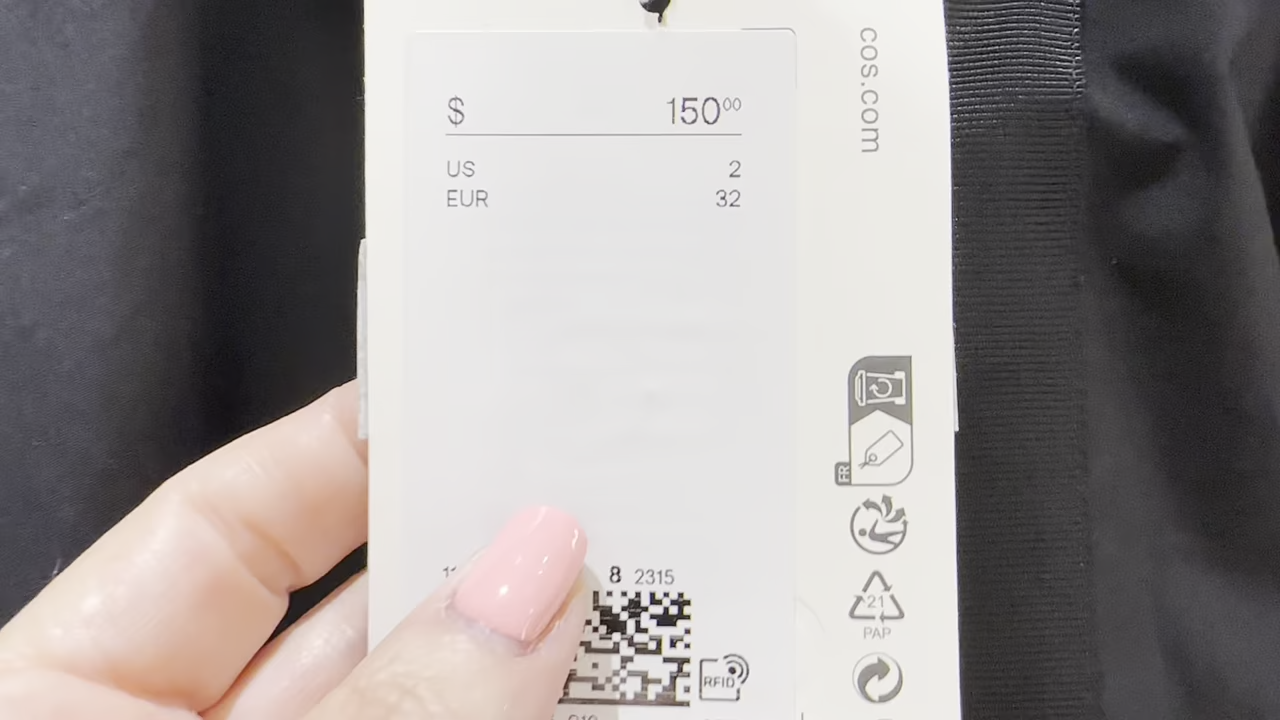 $ 150⁰⁰
US 2
EUR 32
8 2315
RFID
cos.com
FR
21
PAP